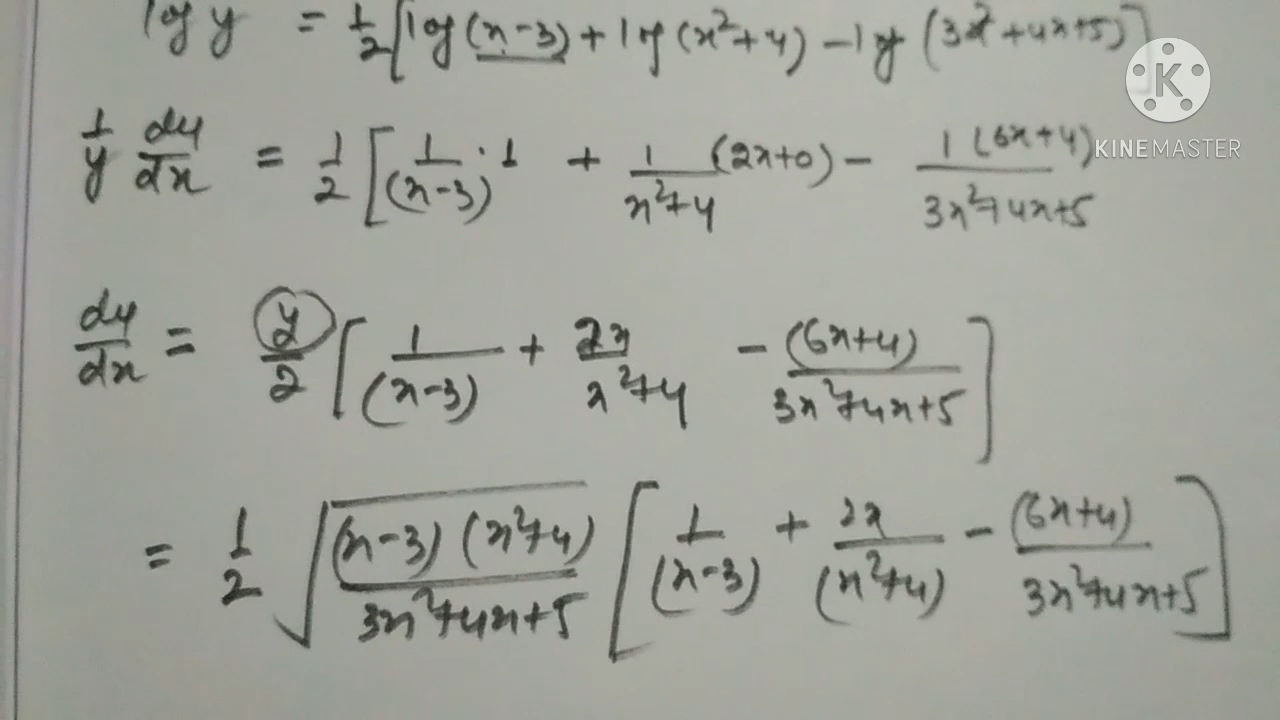 log y = 1/2 [log (x-3) + log (x²+4) - log (3x²+4x+5)]
K
KINEMASTER
1/y dy/dx = 1/2 [1/(x-3) · 1 + 1/x²+4 (2x+0) - 1 (6x+4)/3x²+4x+5
dy/dx = y/2 [1/(x-3) + 2x/x²+4 - (6x+4)/3x²+4x+5]
= 1/2 √(x-3) (x²+4)/3x²+4x+5 [1/(x-3) + 2x/(x²+4) - (6x+4)/3x²+4x+5]